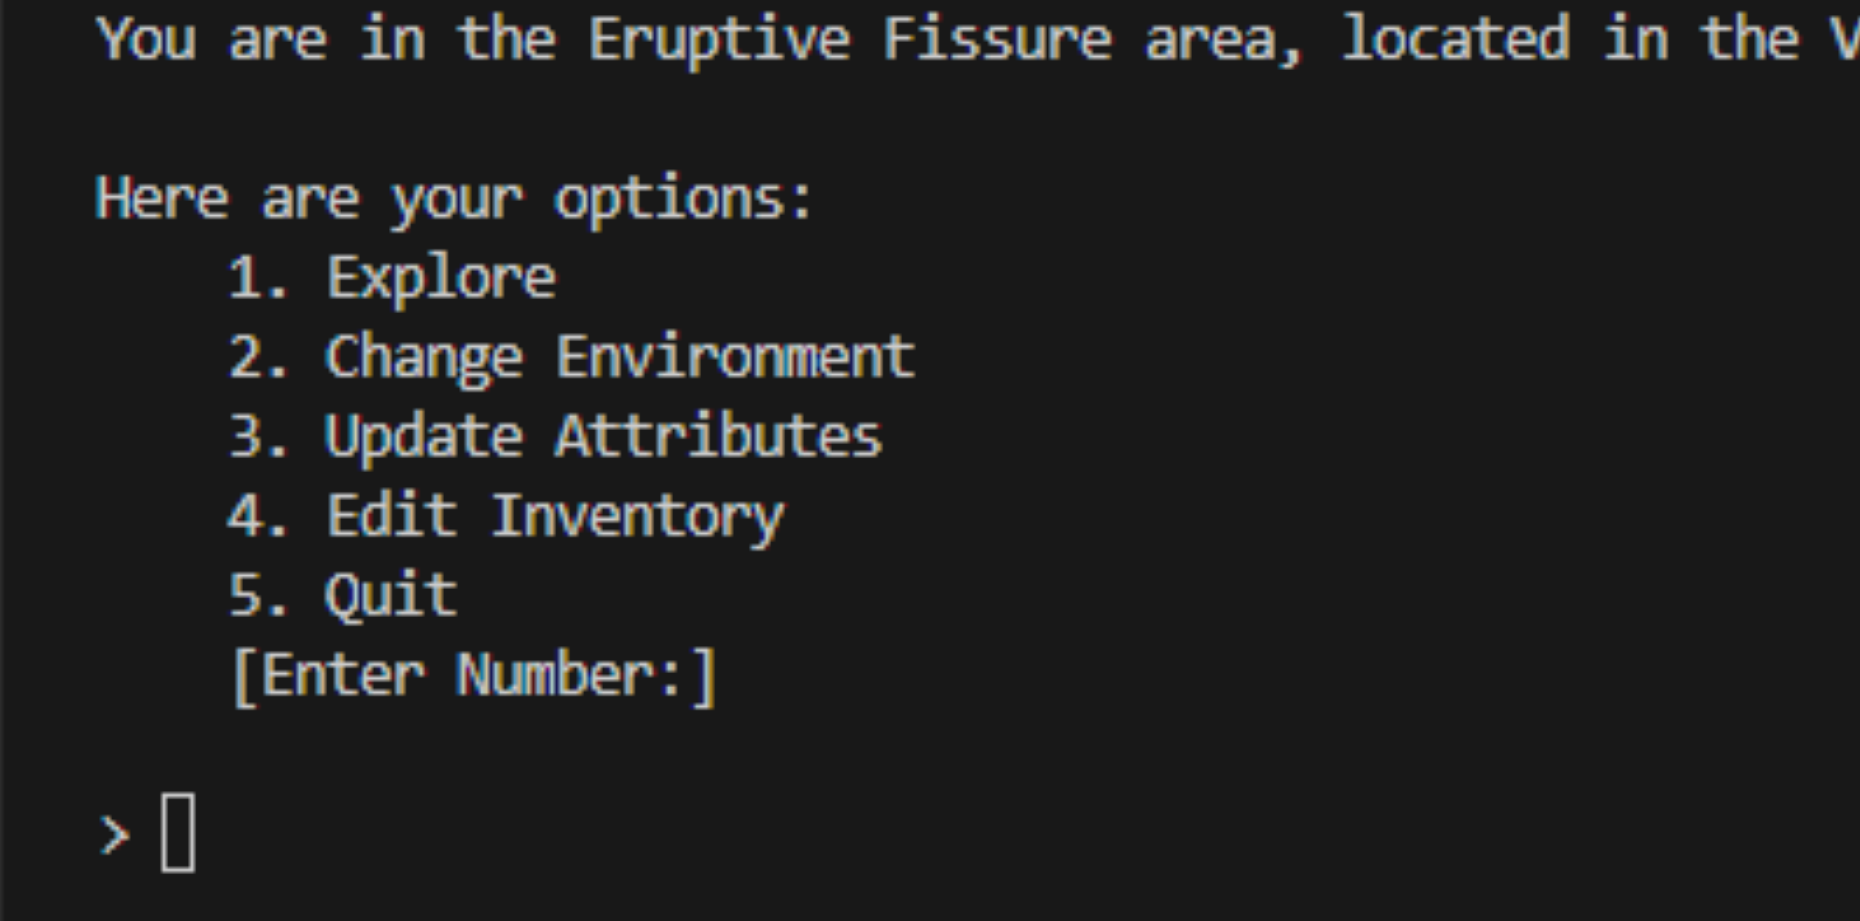 You are in the Eruptive Fissure area, located in the
Here are your options:
1. Explore
2. Change Environment
3. Update Attributes
4. Edit Inventory
5. Quit
[Enter Number:]
>